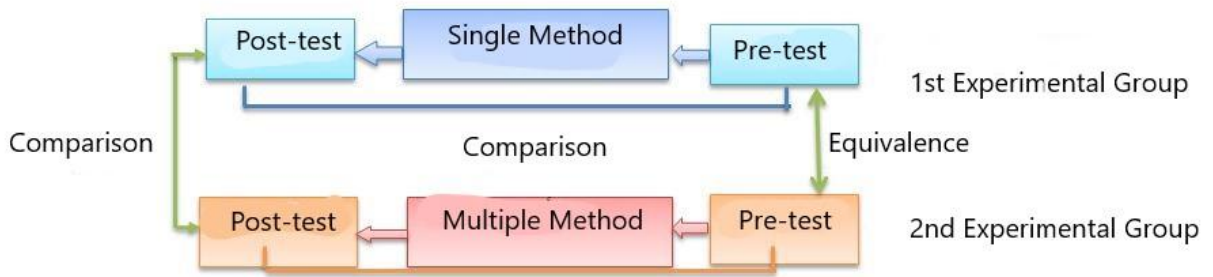 Post-test
Single Method
Pre-test
1st Experimental Group
Comparison
Comparison
Equivalence
Post-test
Multiple Method
Pre-test
2nd Experimental Group